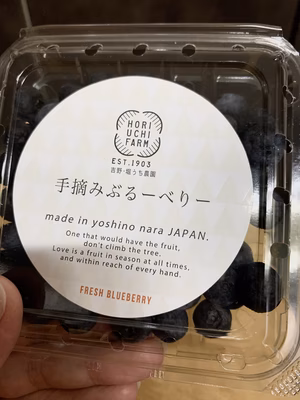 HORI
UCHI
FARM
EST.1903
吉野・堀うち農園
手摘みぶるーべりー
made in yoshino nara JAPAN.
One that would have the fruit,
don't climb the tree.
Love is a fruit in season at all times,
and within reach of every hand.
FRESH BLUEBERRY